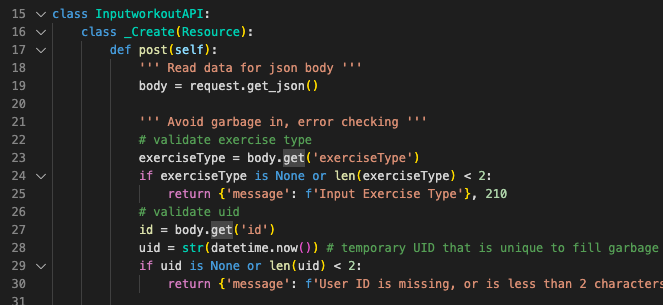 15 class InputworkoutAPI:
16 class _Create(Resource):
17 def post(self):
18 ''' Read data for json body '''
19 body = request.get_json()
20
21 ''' Avoid garbage in, error checking '''
22 # validate exercise type
23 exerciseType = body.get('exerciseType')
24 if exerciseType is None or len(exerciseType) < 2:
25 return {'message': f'Input Exercise Type'}, 210
26 # validate uid
27 id = body.get('id')
28 uid = str(datetime.now()) # temporary UID that is unique to fill garbage
29 if uid is None or len(uid) < 2:
30 return {'message': f'User ID is missing, or is less than 2 characters
31